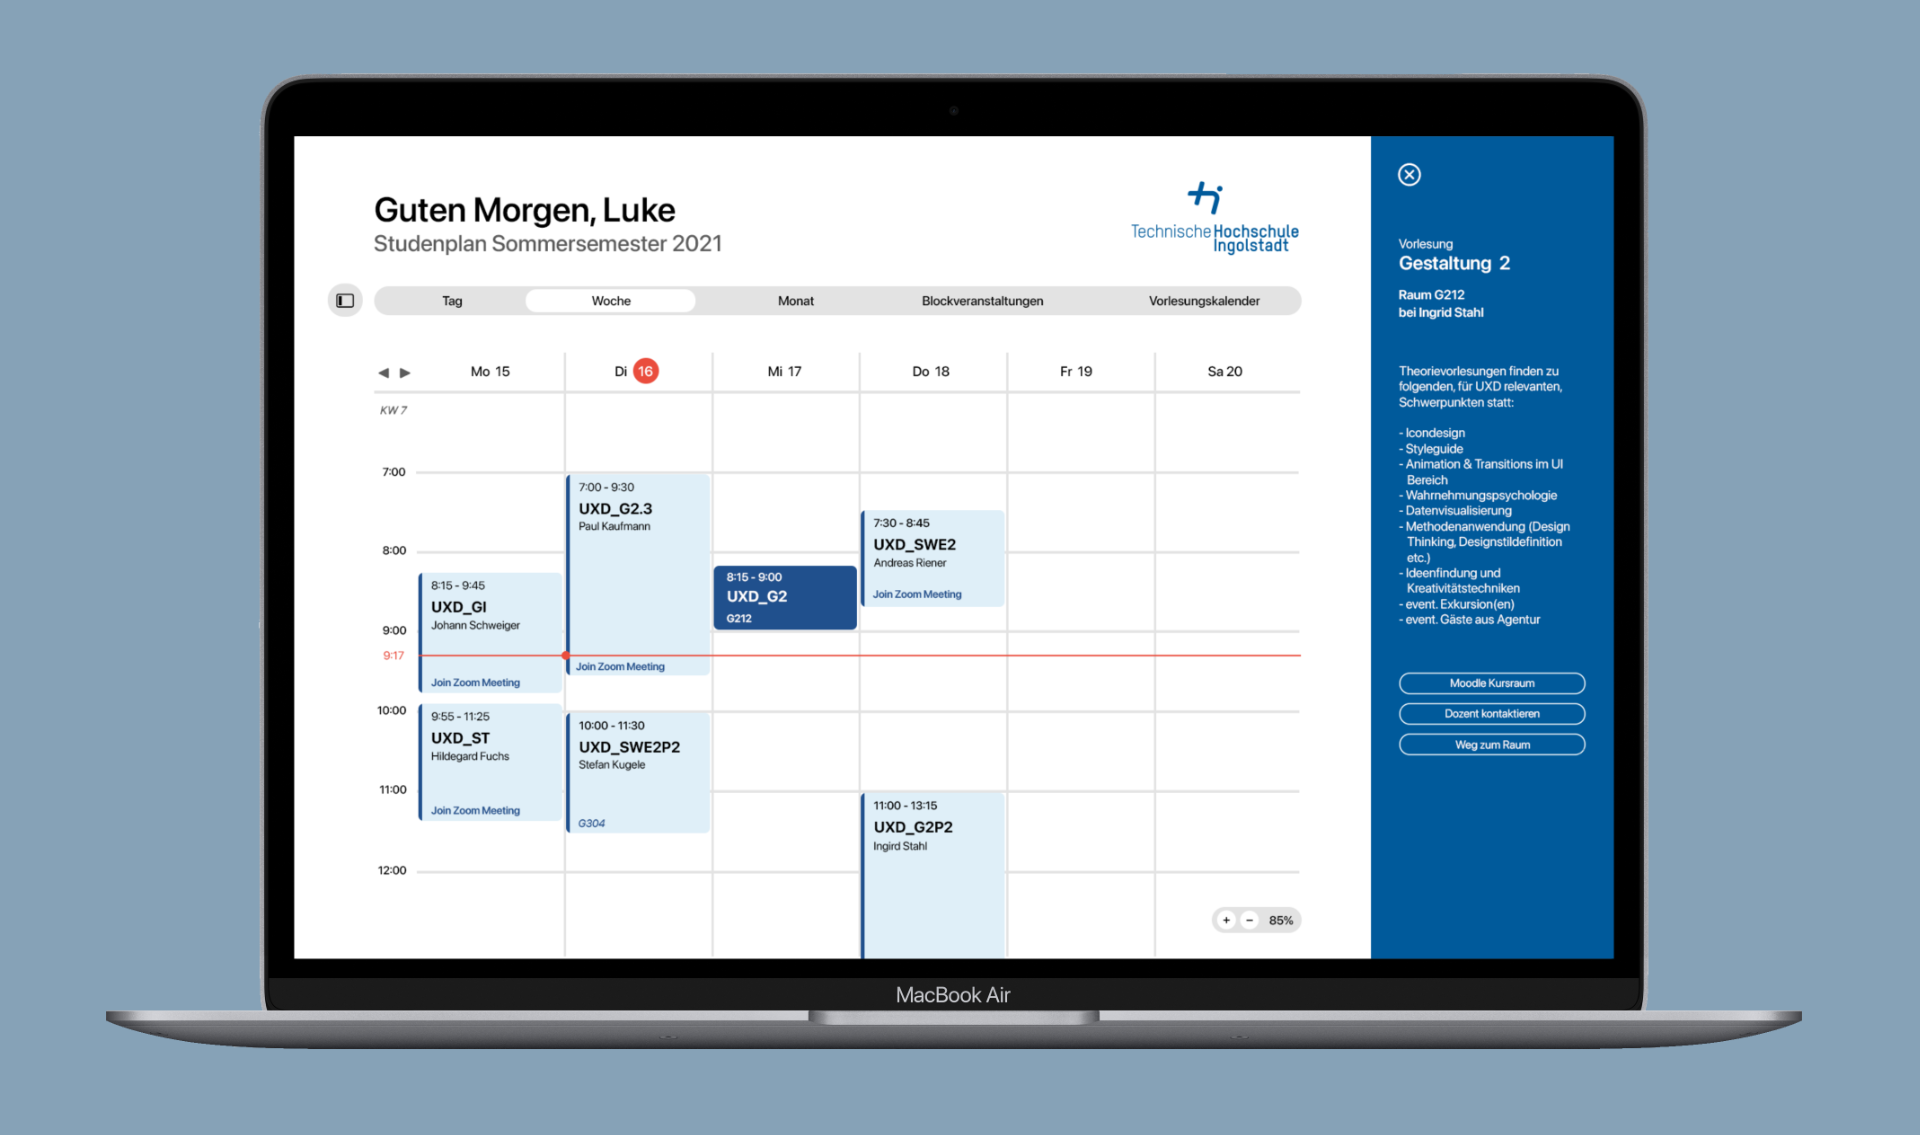 Guten Morgen, Luke
Studenplan Sommersemester 2021
Technische Hochschule
Ingolstadt
Tag
Woche
Monat
Blockveranstaltungen
Vorlesungskalender
Mo 15
Di 16
Mi 17
Do 18
Fr 19
Sa 20
KW 7
7:00
8:00
9:00
9:17
10:00
11:00
12:00
8:15 - 9:45
UXD_GI
Johann Schweiger
Join Zoom Meeting
9:55 - 11:25
UXD_ST
Hildegard Fuchs
Join Zoom Meeting
7:00 - 9:30
UXD_G2.3
Paul Kaufmann
Join Zoom Meeting
10:00 - 11:30
UXD_SWE2P2
Stefan Kugele
G304
8:15 - 9:00
UXD_G2
G212
7:30 - 8:45
UXD_SWE2
Andreas Riener
Join Zoom Meeting
11:00 - 13:15
UXD_G2P2
Ingird Stahl
+ − 85%
Vorlesung
Gestaltung 2
Raum G212
bei Ingrid Stahl
Theorievorlesungen finden zu
folgenden, für UXD relevanten,
Schwerpunkten statt:
- Icondesign
- Styleguide
- Animation & Transitions im UI
Bereich
- Wahrnehmungspsychologie
- Datenvisualisierung
- Methodenanwendung (Design
Thinking, Designstildefinition
etc.)
- Ideenfindung und
Kreativitätstechniken
- event. Exkursion(en)
- event. Gäste aus Agentur
Moodle Kursraum
Dozent kontaktieren
Weg zum Raum
MacBook Air